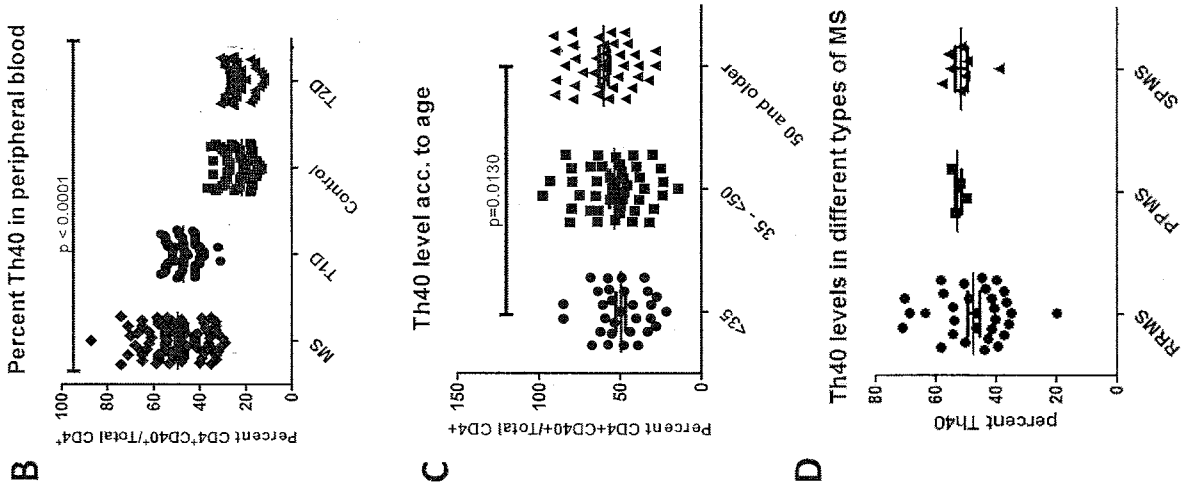 B
Percent Th40 in peripheral blood
Percent CD4⁺CD40⁺/Total CD4⁺
100
80
60
40
20
0
p < 0.0001
MS
T1D
Control
T2D
C
Th40 level acc. to age
Percent CD4+CD40+/Total CD4+
150
100
50
0
p=0.0130
<35
35 - <50
50 and older
D
Th40 levels in different types of MS
percent Th40
80
60
40
20
0
RRMS
PPMS
SPMS